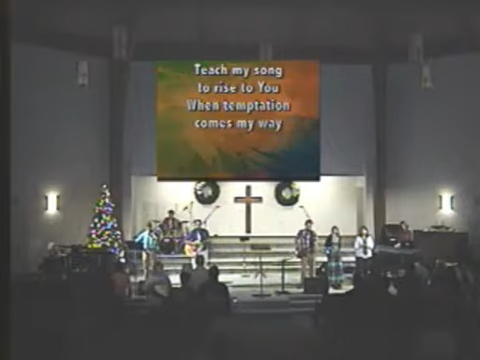 Teach my song
to rise to You
When temptation
comes my way